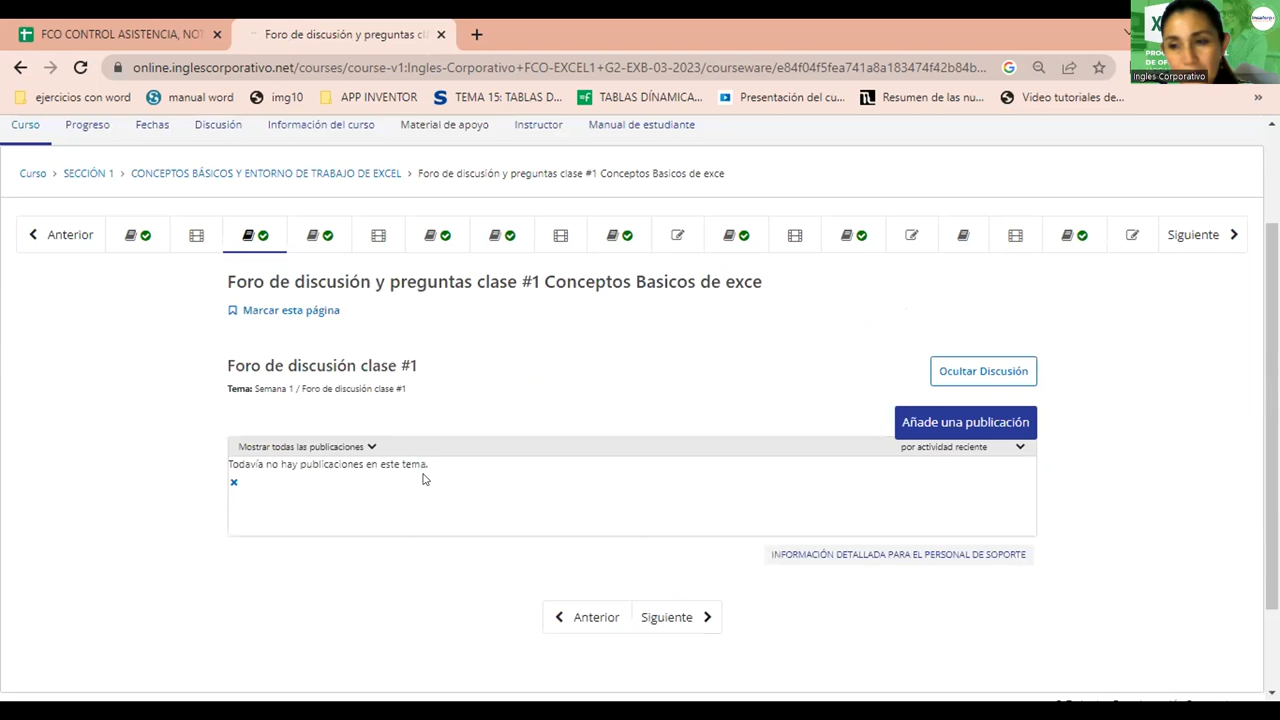 FCO CONTROL ASISTENCIA, NOT
Foro de discusión y preguntas cl
online.inglescorporativo.net/courses/course-v1:Ingles-Corporativo+FCO-EXCEL1+G2-EXB-03-2023/courseware/e84f04f5fea741a8a183474f42b84b...
ejercicios con word
manual word
img10
APP INVENTOR
TEMA 15: TABLAS D...
TABLAS DÍNAMICA...
Presentación del cu...
Resumen de las nu...
Video tutoriales de...
»
Ingles Corporativo
Curso
Progreso
Fechas
Discusión
Información del curso
Material de apoyo
Instructor
Manual de estudiante
Curso > SECCIÓN 1 > CONCEPTOS BÁSICOS Y ENTORNO DE TRABAJO DE EXCEL > Foro de discusión y preguntas clase #1 Conceptos Basicos de exce
Anterior
Siguiente
Foro de discusión y preguntas clase #1 Conceptos Basicos de exce
Marcar esta página
Foro de discusión clase #1
Ocultar Discusión
Tema: Semana 1 / Foro de discusión clase #1
Añade una publicación
Mostrar todas las publicaciones
por actividad reciente
Todavía no hay publicaciones en este tema.
INFORMACIÓN DETALLADA PARA EL PERSONAL DE SOPORTE
Anterior
Siguiente